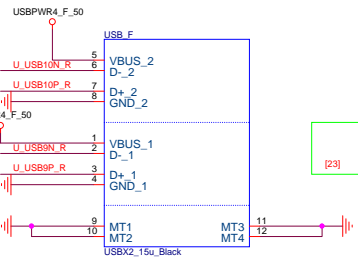 USBPWR4_F_50
USB_F
5 VBUS_2
U_USB10N_R 6 D-_2
U_USB10P_R 7 D+_2
8 GND_2
4_F_50
1 VBUS_1
U_USB9N_R 2 D-_1
U_USB9P_R 3 D+_1
4 GND_1
[23]
9 MT1 MT3 11
10 MT2 MT4 12
USBX2_15u_Black